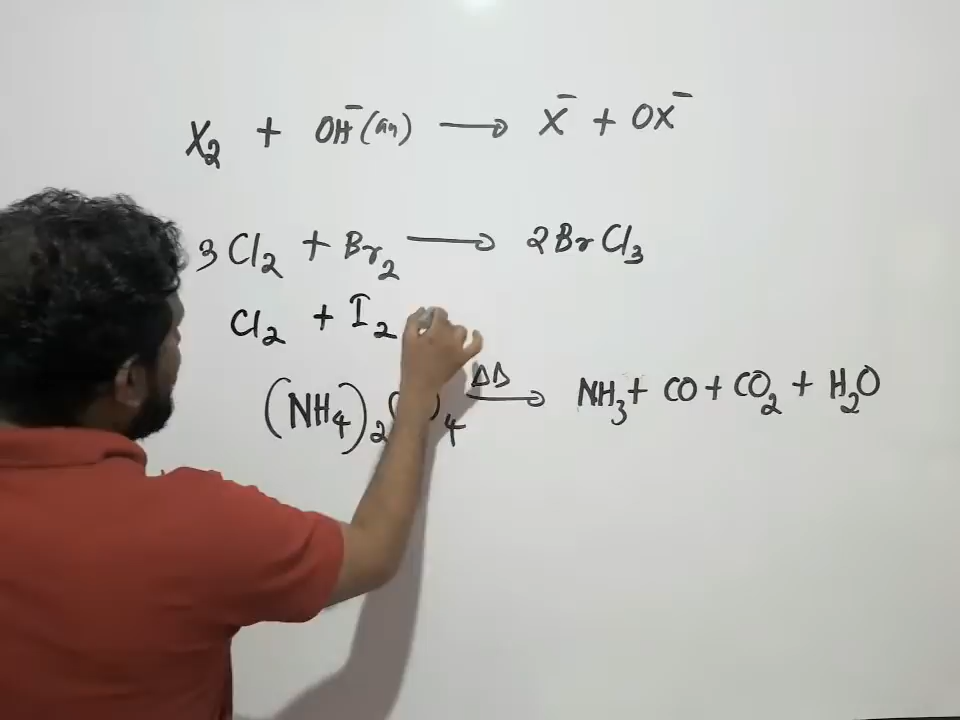 X₂ + OH⁻(aq) → X⁻ + OX⁻
3Cl₂ + Br₂ → 2BrCl₃
Cl₂ + I₂
(NH₄)₂ ₄ ΔΔ → NH₃ + CO + CO₂ + H₂O